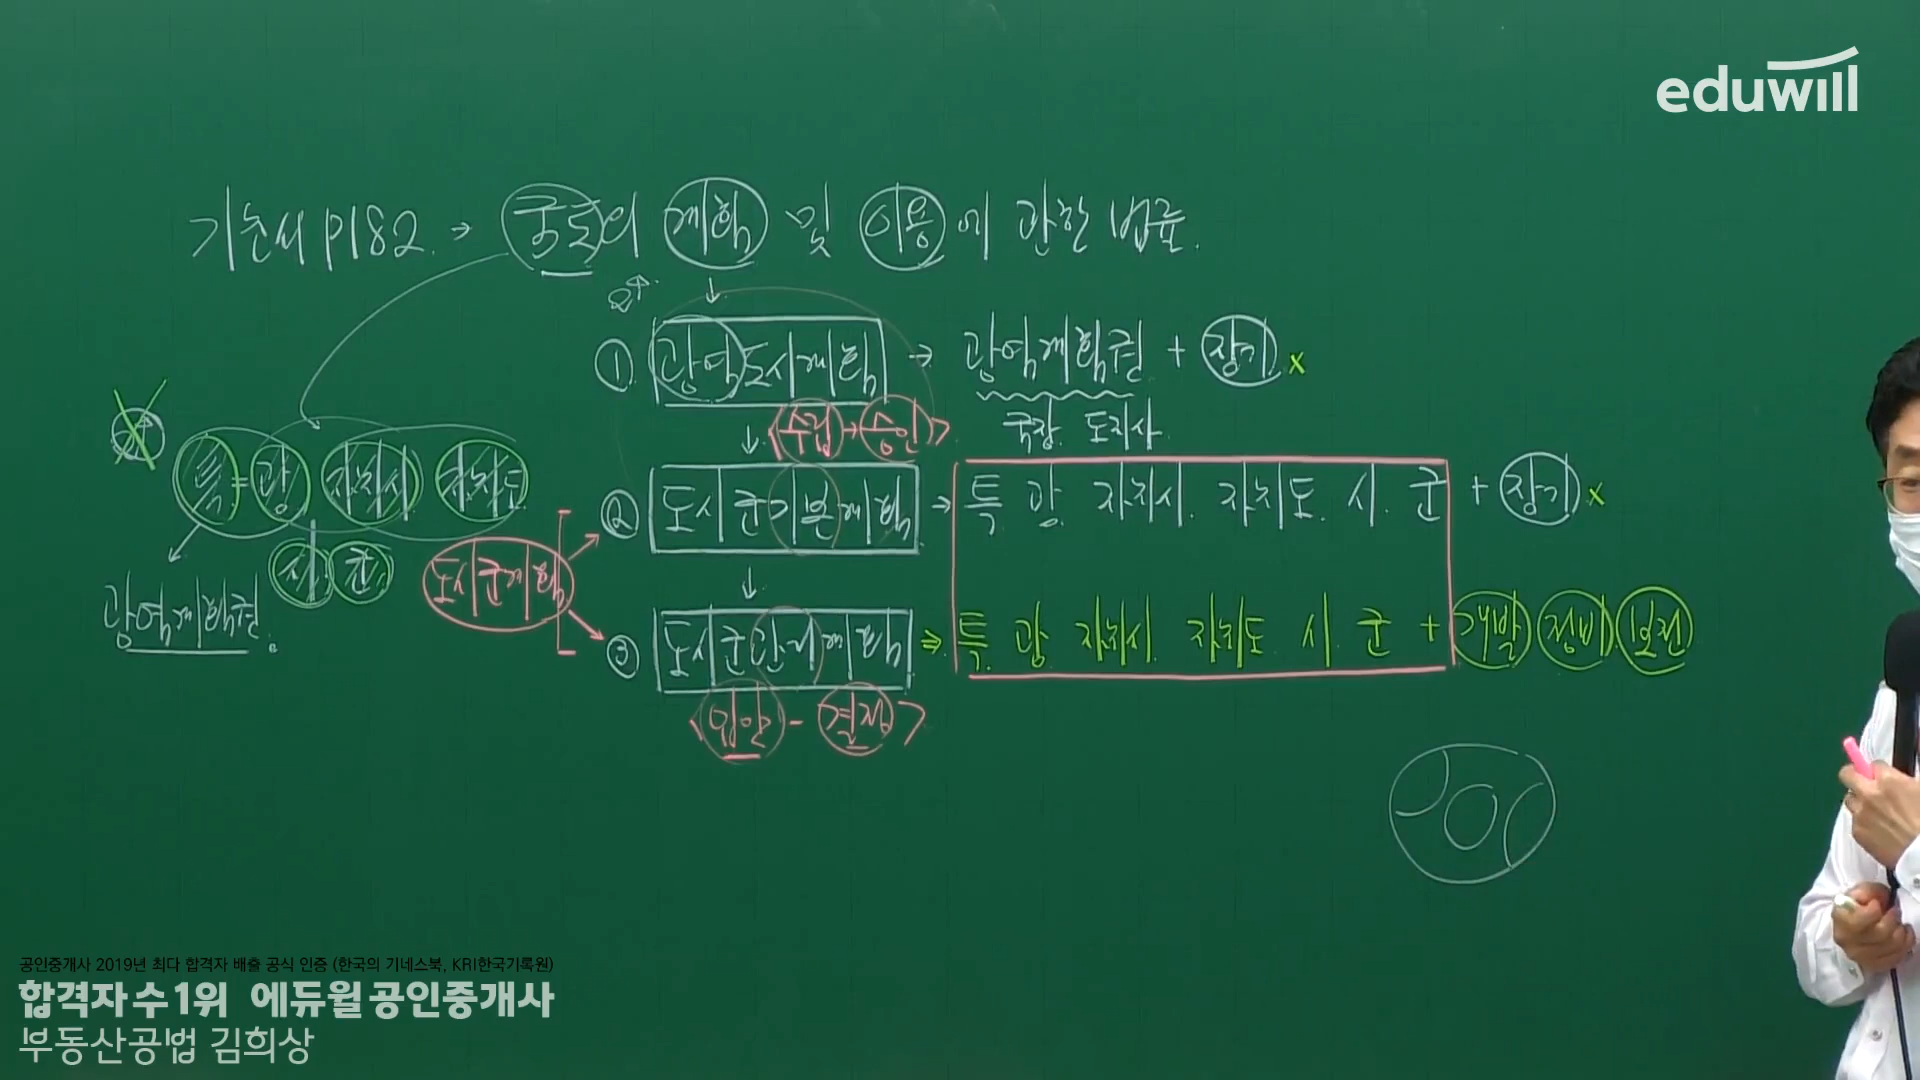 eduwill
기초서 P182. → 국토의 계획 및 이용에 관한 법률.
↓
① 광역도시계획 → 광역계획권 + 장기 x
국장. 도지사
↓ <수립→승인>
특=광 자치시 자치도
② 도시군기본계획 → 특 광. 자치시. 자치도. 시. 군 + 장기 x
시 군
도시군계획
광역계획권.
↓
③ 도시군관리계획 ⇒ 특. 광 자치시. 자치도 시. 군 + 개발 정비 보전
<입안 - 결정>
공인중개사 2019년 최다 합격자 배출 공식 인증 (한국의 기네스북, KRI한국기록원)
합격자 수 1위 에듀윌 공인중개사
부동산공법 김희상